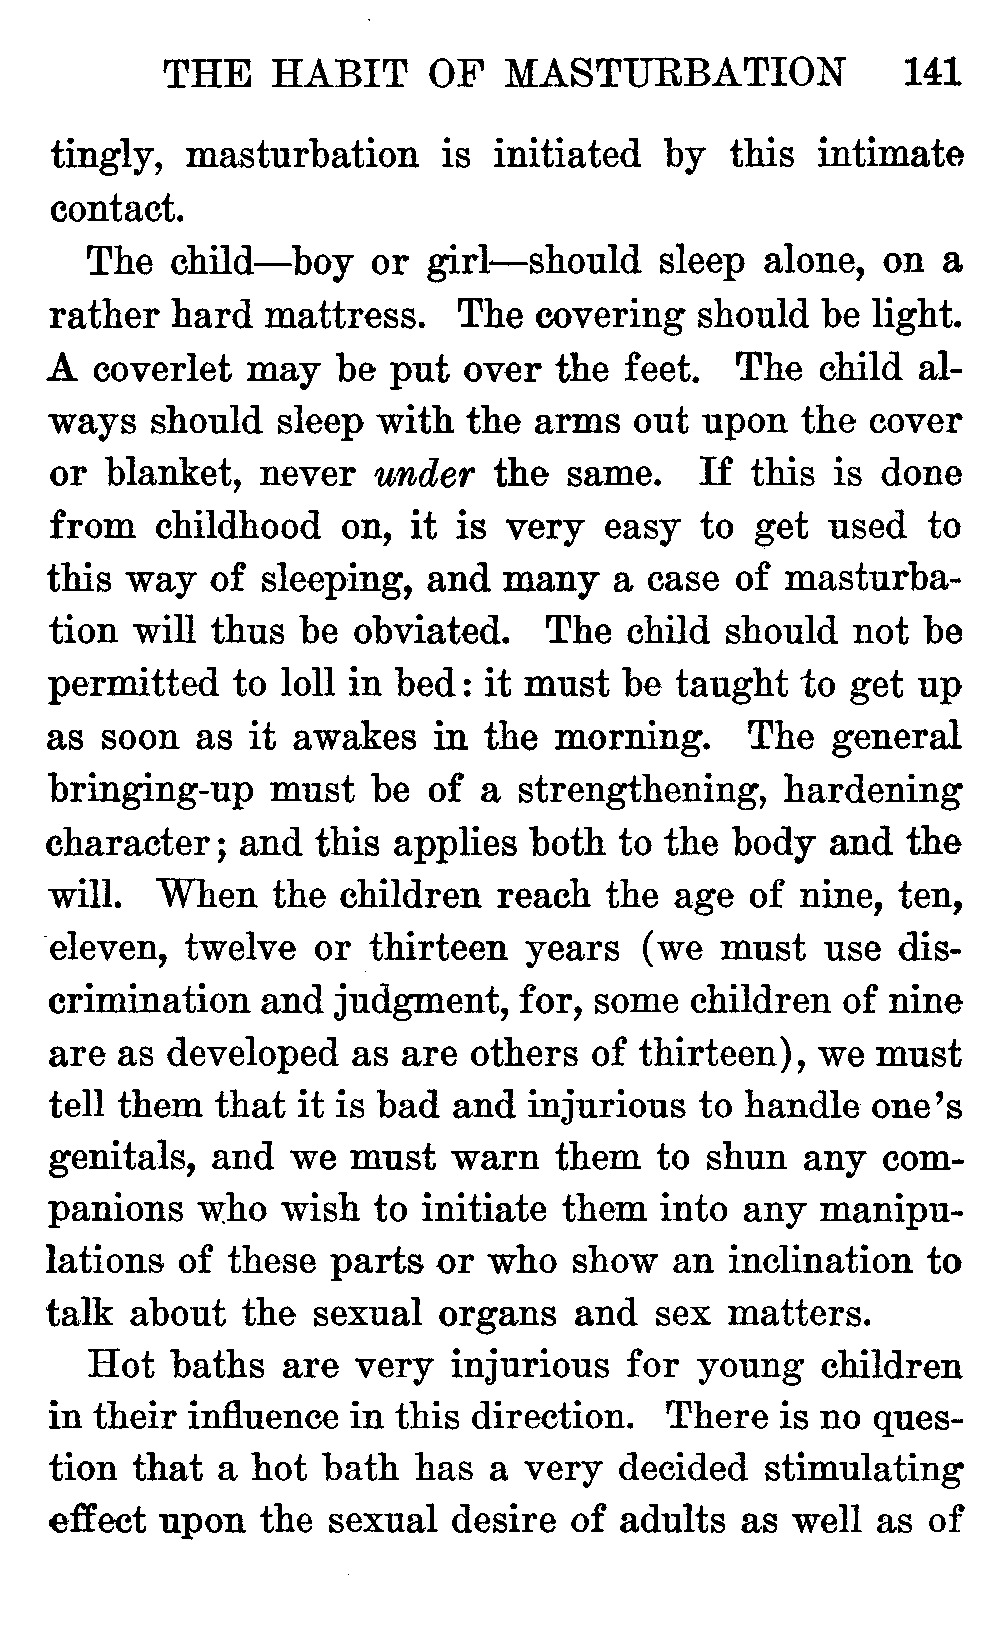 THE HABIT OF MASTURBATION 141
tingly, masturbation is initiated by this intimate
contact.
The child—boy or girl—should sleep alone, on a
rather hard mattress. The covering should be light.
A coverlet may be put over the feet. The child al-
ways should sleep with the arms out upon the cover
or blanket, never under the same. If this is done
from childhood on, it is very easy to get used to
this way of sleeping, and many a case of masturba-
tion will thus be obviated. The child should not be
permitted to loll in bed: it must be taught to get up
as soon as it awakes in the morning. The general
bringing-up must be of a strengthening, hardening
character; and this applies both to the body and the
will. When the children reach the age of nine, ten,
eleven, twelve or thirteen years (we must use dis-
crimination and judgment, for, some children of nine
are as developed as are others of thirteen), we must
tell them that it is bad and injurious to handle one's
genitals, and we must warn them to shun any com-
panions who wish to initiate them into any manipu-
lations of these parts or who show an inclination to
talk about the sexual organs and sex matters.
Hot baths are very injurious for young children
in their influence in this direction. There is no ques-
tion that a hot bath has a very decided stimulating
effect upon the sexual desire of adults as well as of